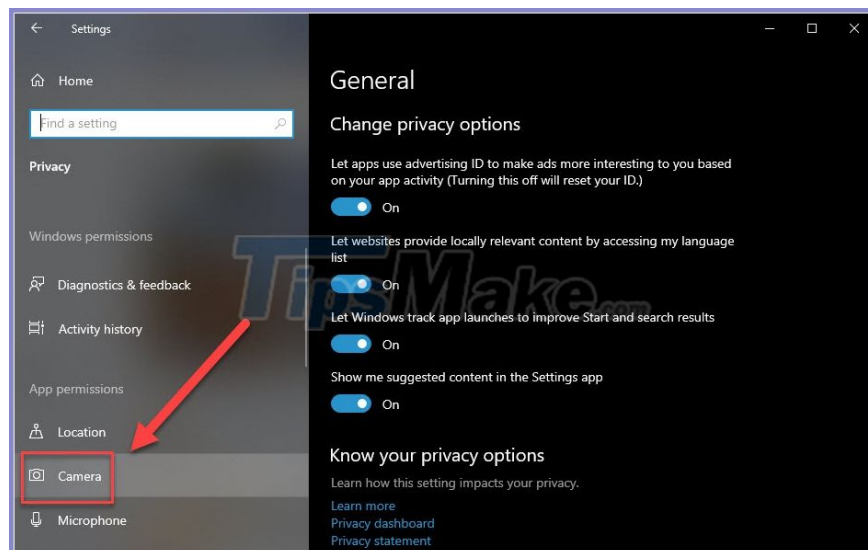 Settings
Home
Find a setting
Privacy
Windows permissions
Diagnostics & feedback
Activity history
App permissions
Location
Camera
Microphone
General
Change privacy options
Let apps use advertising ID to make ads more interesting to you based
on your app activity (Turning this off will reset your ID.)
On
Let websites provide locally relevant content by accessing my language
list
On
Let Windows track app launches to improve Start and search results
On
Show me suggested content in the Settings app
On
Know your privacy options
Learn how this setting impacts your privacy.
Learn more
Privacy dashboard
Privacy statement
TipsMake.com